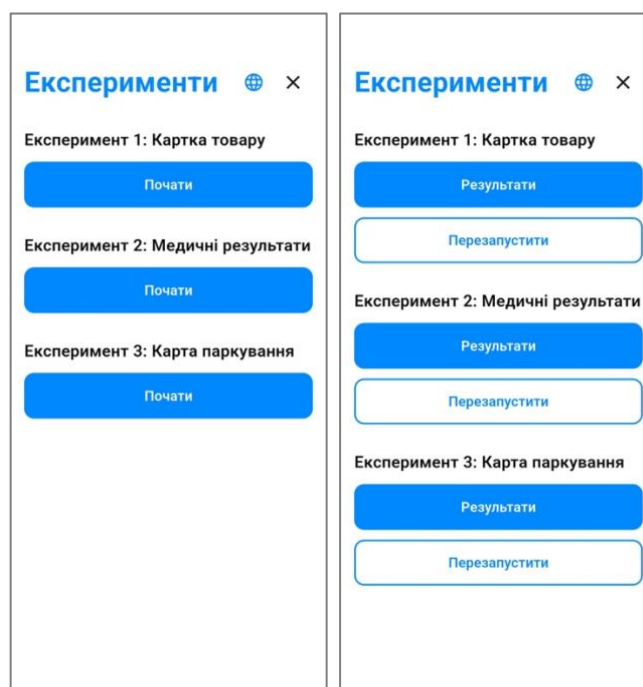 Експерименти
Експеримент 1: Картка товару
Почати
Експеримент 2: Медичні результати
Почати
Експеримент 3: Карта паркування
Почати
Експерименти
Експеримент 1: Картка товару
Результати
Перезапустити
Експеримент 2: Медичні результати
Результати
Перезапустити
Експеримент 3: Карта паркування
Результати
Перезапустити